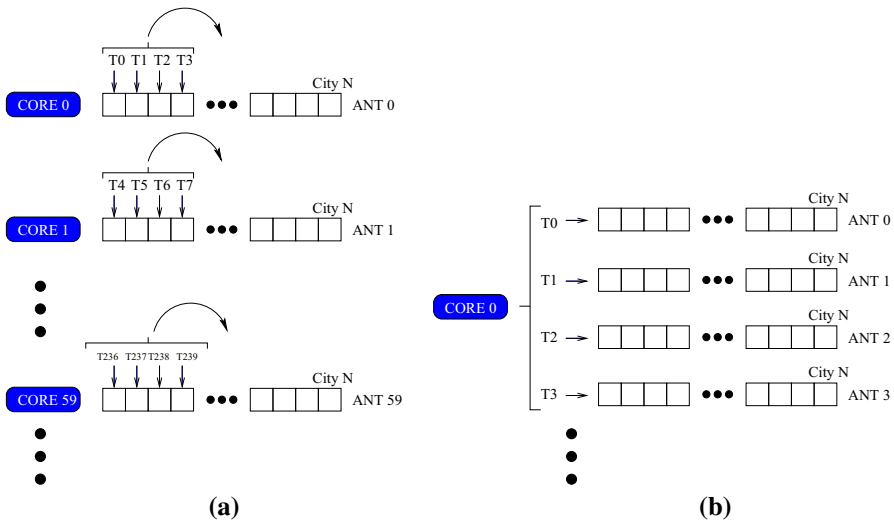 T0 T1 T2 T3
City N
CORE 0
ANT 0
T4 T5 T6 T7
City N
CORE 1
ANT 1
T236 T237 T238 T239
City N
CORE 59
ANT 59
(a)
City N
T0
ANT 0
City N
T1
ANT 1
CORE 0
City N
T2
ANT 2
City N
T3
ANT 3
(b)